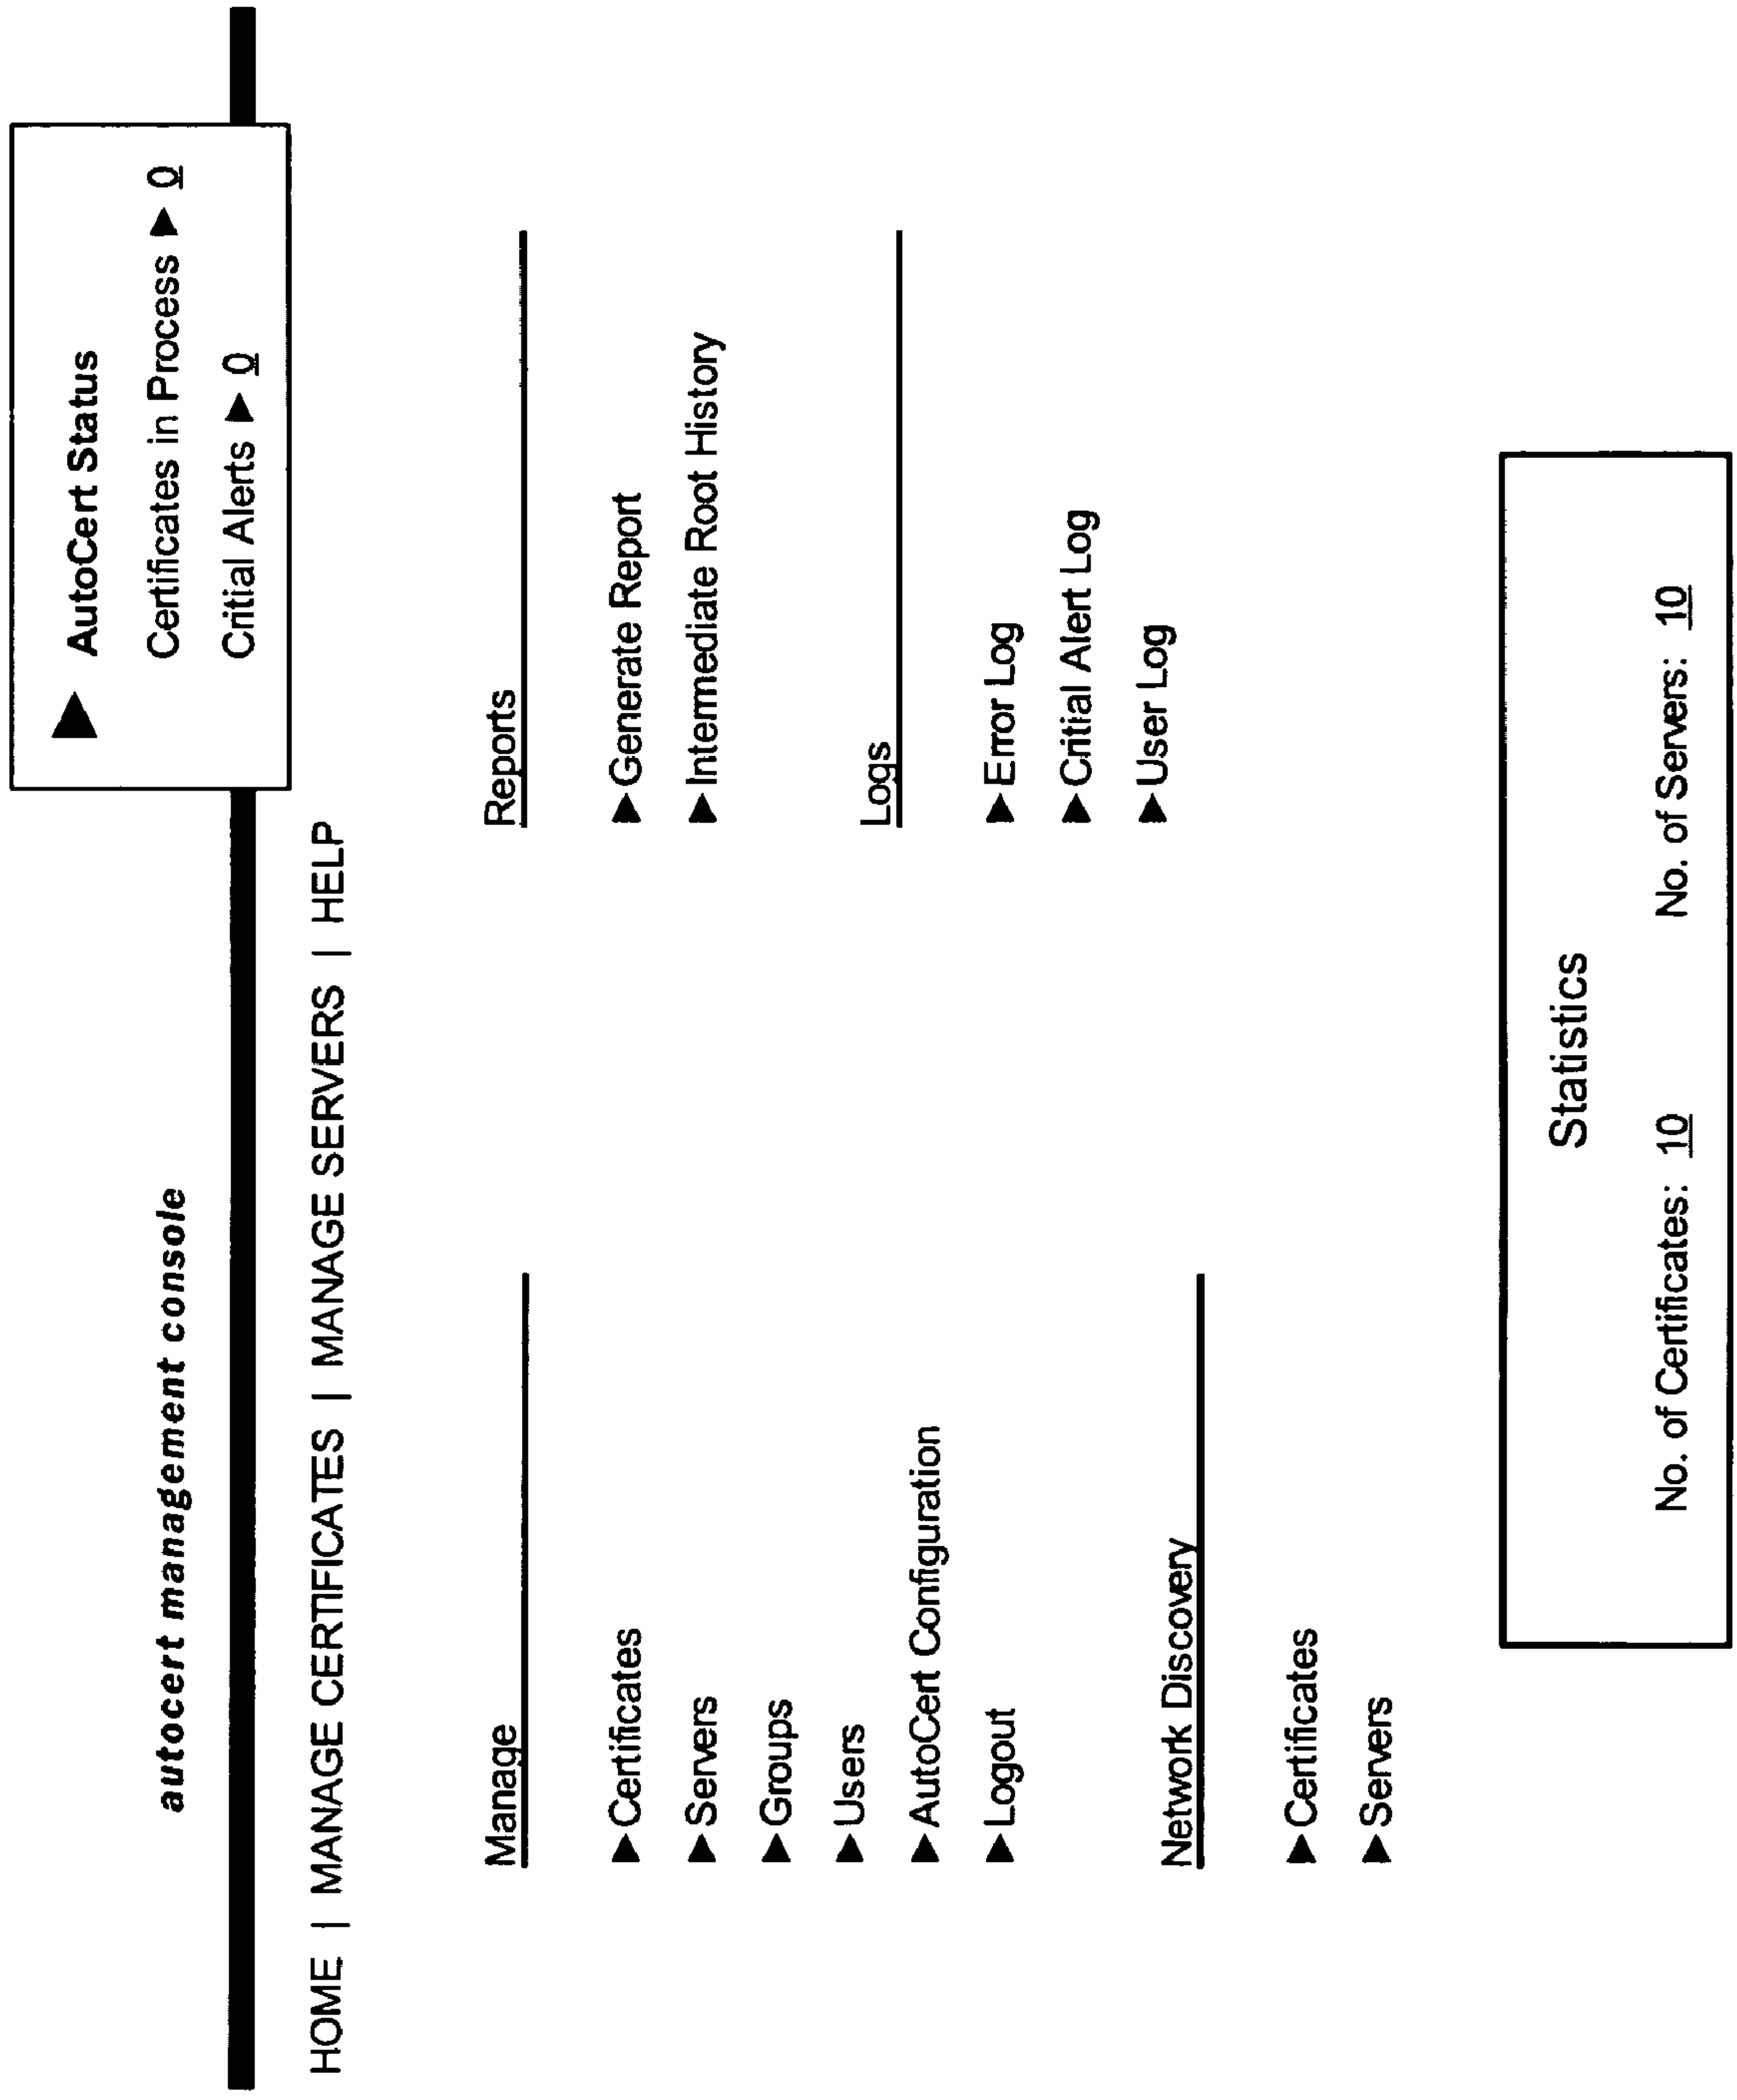 autocert management console
▶ AutoCert Status
Certificates in Process ▶ 0
Critial Alerts ▶ 0
HOME | MANAGE CERTIFICATES | MANAGE SERVERS | HELP
Manage
▶Certificates
▶Servers
▶Groups
▶Users
▶AutoCert Configuration
▶Logout
Network Discovery
▶Certificates
▶Servers
Reports
▶Generate Report
▶Intermediate Root History
Logs
▶Error Log
▶Critial Alert Log
▶User Log
Statistics
No. of Certificates: 10 No. of Servers: 10